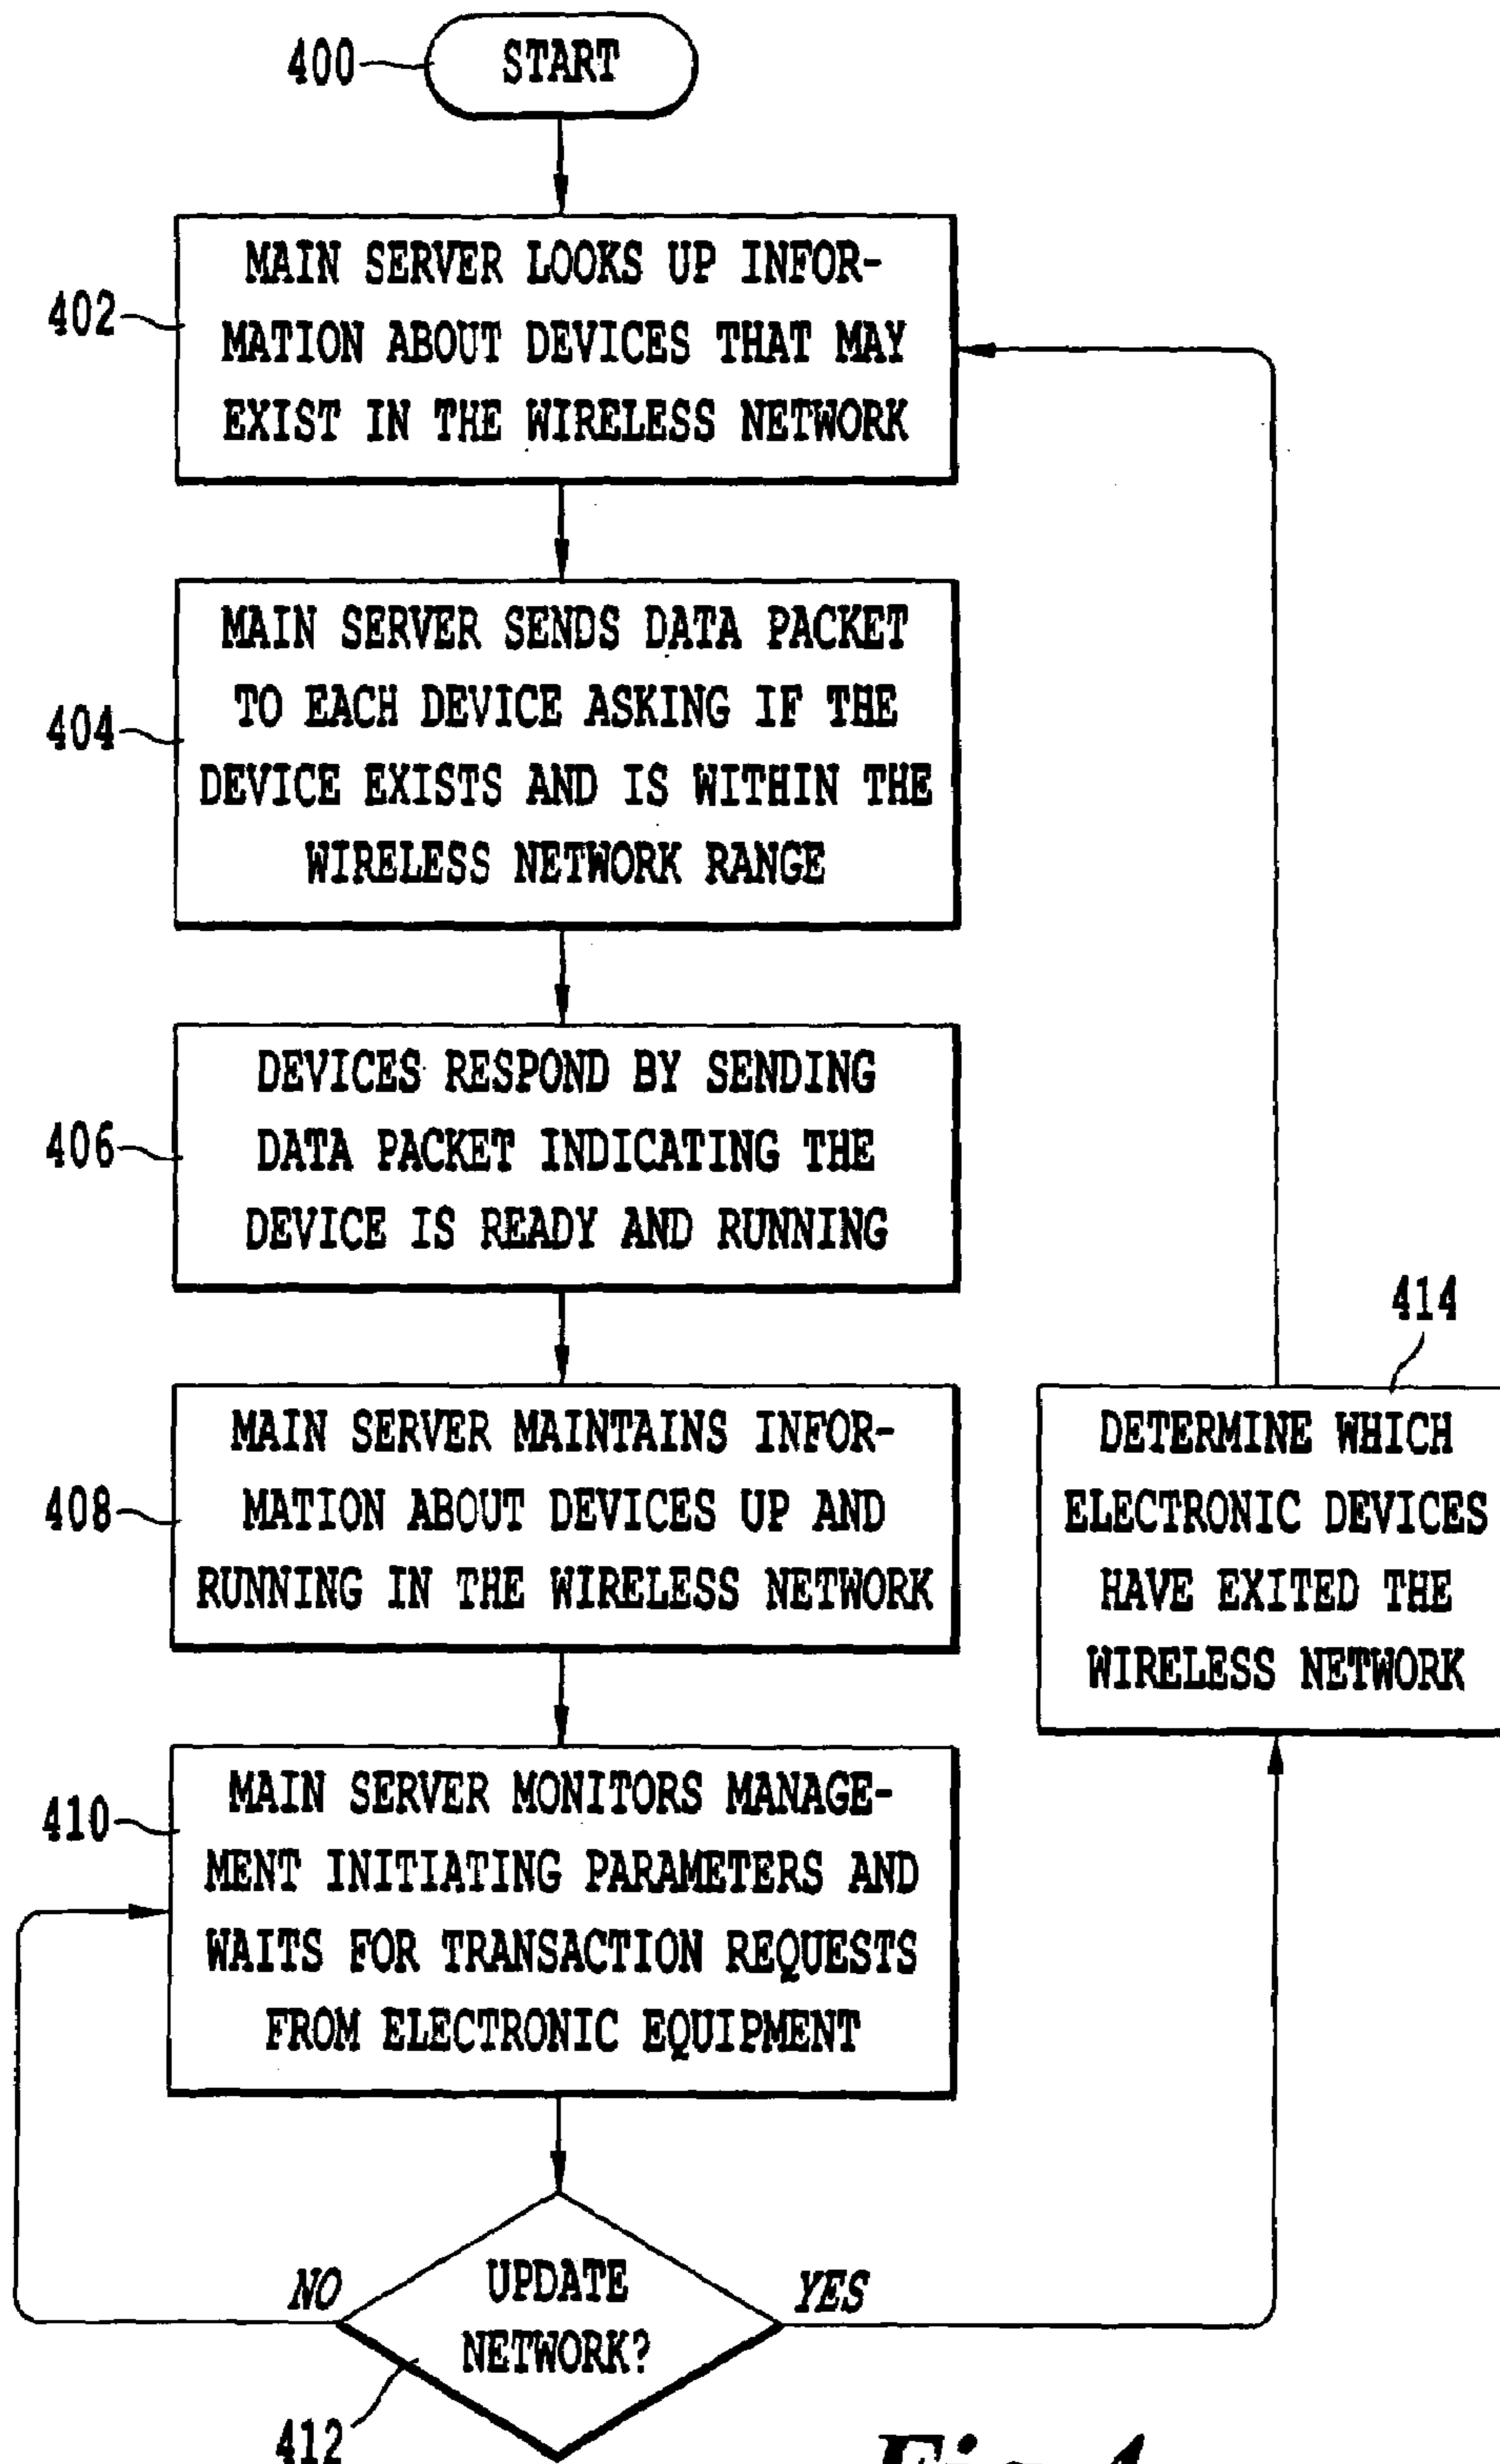 400
START
402
MAIN SERVER LOOKS UP INFOR-
MATION ABOUT DEVICES THAT MAY
EXIST IN THE WIRELESS NETWORK
404
MAIN SERVER SENDS DATA PACKET
TO EACH DEVICE ASKING IF THE
DEVICE EXISTS AND IS WITHIN THE
WIRELESS NETWORK RANGE
406
DEVICES RESPOND BY SENDING
DATA PACKET INDICATING THE
DEVICE IS READY AND RUNNING
408
MAIN SERVER MAINTAINS INFOR-
MATION ABOUT DEVICES UP AND
RUNNING IN THE WIRELESS NETWORK
414
DETERMINE WHICH
ELECTRONIC DEVICES
HAVE EXITED THE
WIRELESS NETWORK
410
MAIN SERVER MONITORS MANAGE-
MENT INITIATING PARAMETERS AND
WAITS FOR TRANSACTION REQUESTS
FROM ELECTRONIC EQUIPMENT
NO
UPDATE
NETWORK?
YES
412